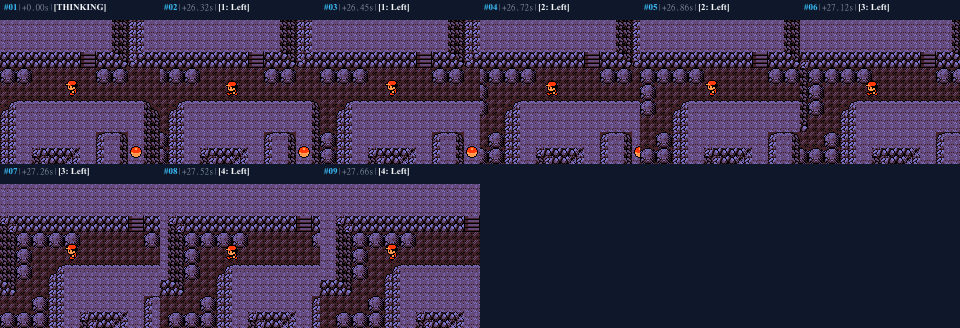 #01|+0.00s|[THINKING]
#02|+26.32s|[1: Left]
#03|+26.45s|[1: Left]
#04|+26.72s|[2: Left]
#05|+26.86s|[2: Left]
#06|+27.12s|[3: Left]
#07|+27.26s|[3: Left]
#08|+27.52s|[4: Left]
#09|+27.66s|[4: Left]